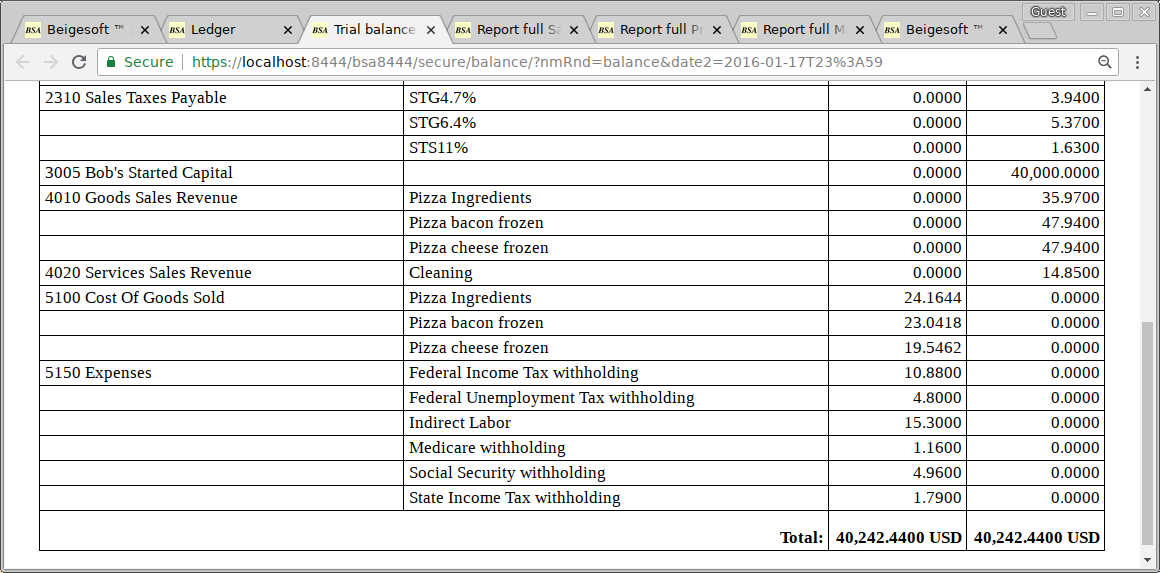 Guest
BSA Beigesoft ™
BSA Ledger
BSA Trial balance
BSA Report full Sa
BSA Report full Pr
BSA Report full M
BSA Beigesoft ™
Secure https://localhost:8444/bsa8444/secure/balance/?nmRnd=balance&date2=2016-01-17T23%3A59
2310 Sales Taxes Payable STG4.7% 0.0000 3.9400
STG6.4% 0.0000 5.3700
STS11% 0.0000 1.6300
3005 Bob's Started Capital 0.0000 40,000.0000
4010 Goods Sales Revenue Pizza Ingredients 0.0000 35.9700
Pizza bacon frozen 0.0000 47.9400
Pizza cheese frozen 0.0000 47.9400
4020 Services Sales Revenue Cleaning 0.0000 14.8500
5100 Cost Of Goods Sold Pizza Ingredients 24.1644 0.0000
Pizza bacon frozen 23.0418 0.0000
Pizza cheese frozen 19.5462 0.0000
5150 Expenses Federal Income Tax withholding 10.8800 0.0000
Federal Unemployment Tax withholding 4.8000 0.0000
Indirect Labor 15.3000 0.0000
Medicare withholding 1.1600 0.0000
Social Security withholding 4.9600 0.0000
State Income Tax withholding 1.7900 0.0000
Total: 40,242.4400 USD 40,242.4400 USD